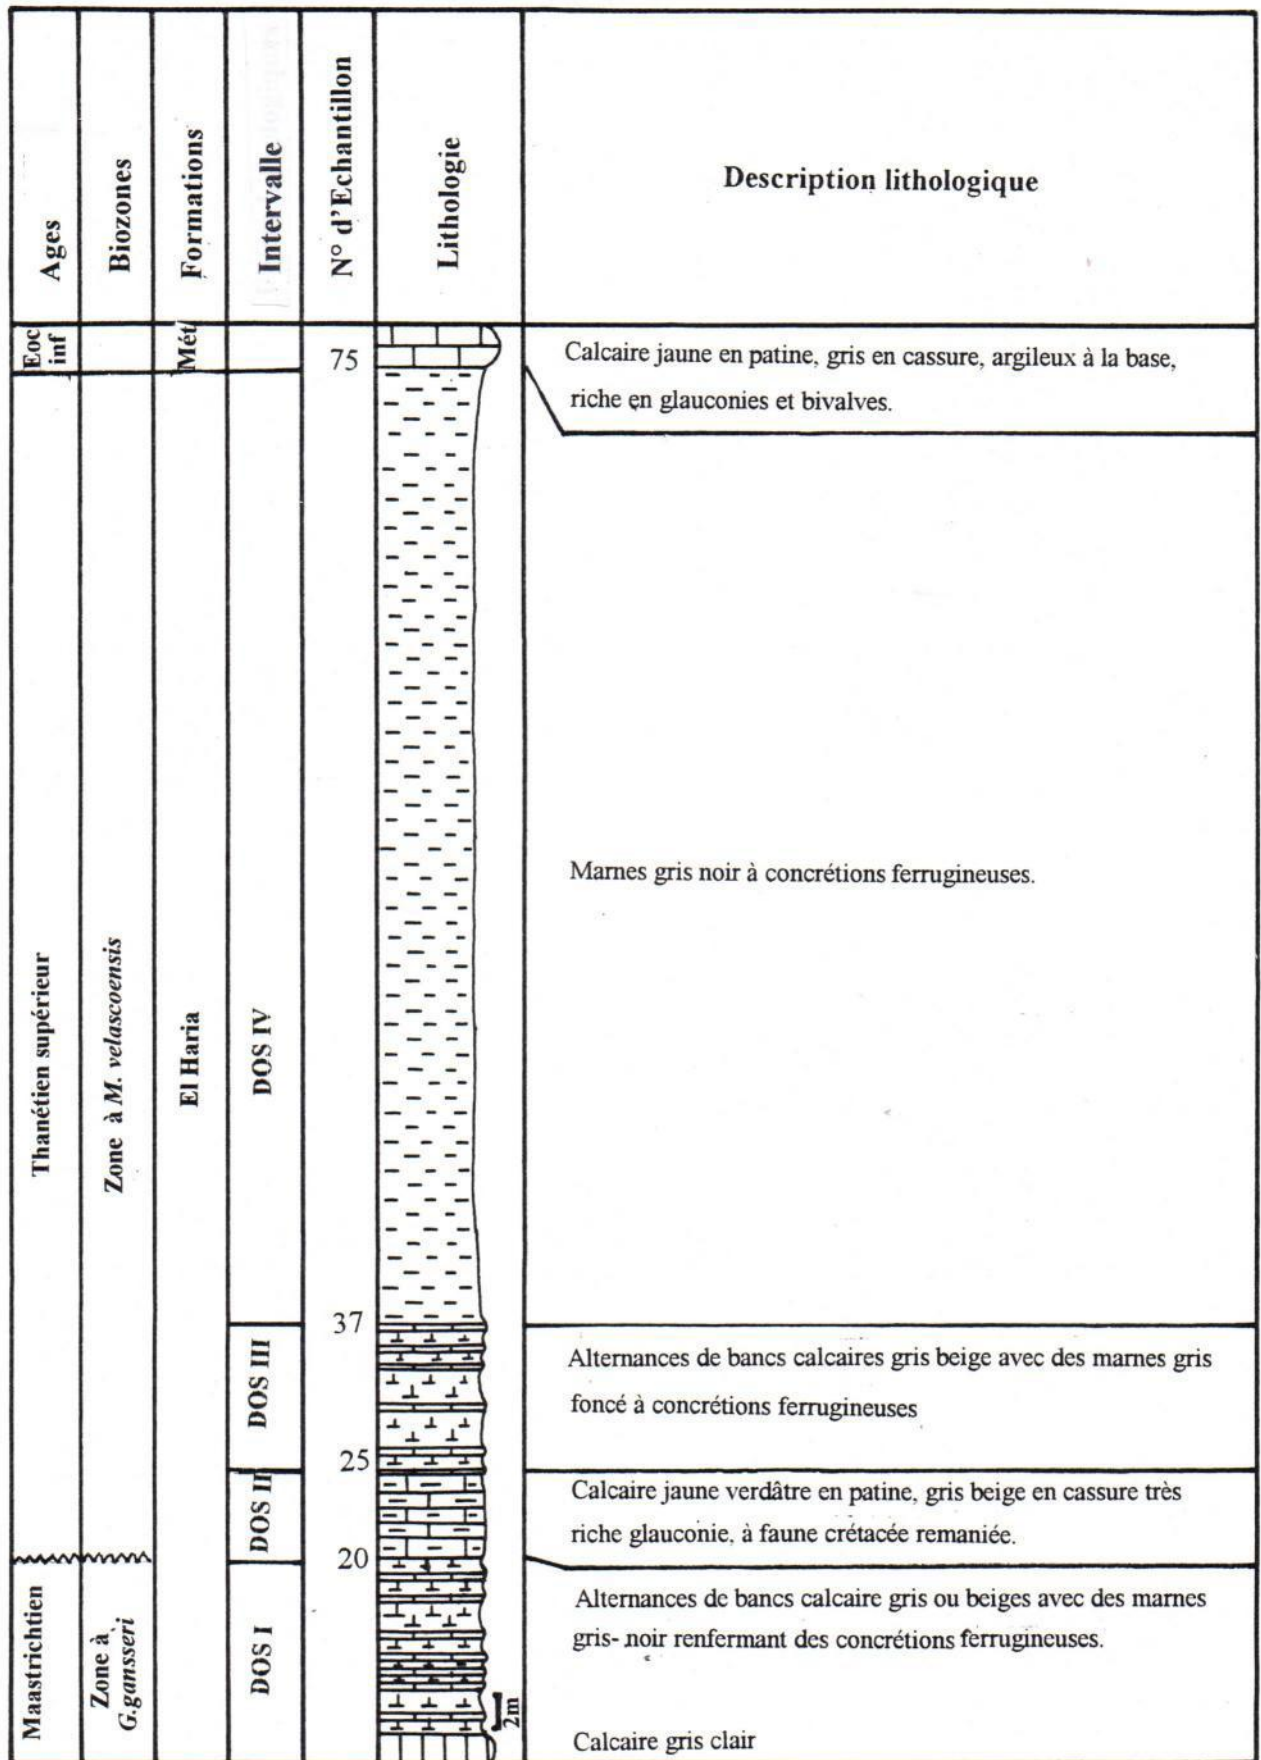 Ages
Biozones
Formations
Intervalle
N° d'Echantillon
Lithologie
Description lithologique
Eoc
inf
Mét
75
Calcaire jaune en patine, gris en cassure, argileux à la base,
riche en glauconies et bivalves.
Thanétien supérieur
Zone à M. velascoensis
El Haria
DOS IV
Marnes gris noir à concrétions ferrugineuses.
37
DOS III
Alternances de bancs calcaires gris beige avec des marnes gris
foncé à concrétions ferrugineuses
25
DOS II
Calcaire jaune verdâtre en patine, gris beige en cassure très
riche glauconie, à faune crétacée remaniée.
20
Maastrichtien
Zone à
G.gansseri
DOS I
Alternances de bancs calcaire gris ou beiges avec des marnes
gris- noir renfermant des concrétions ferrugineuses.
2m
Calcaire gris clair